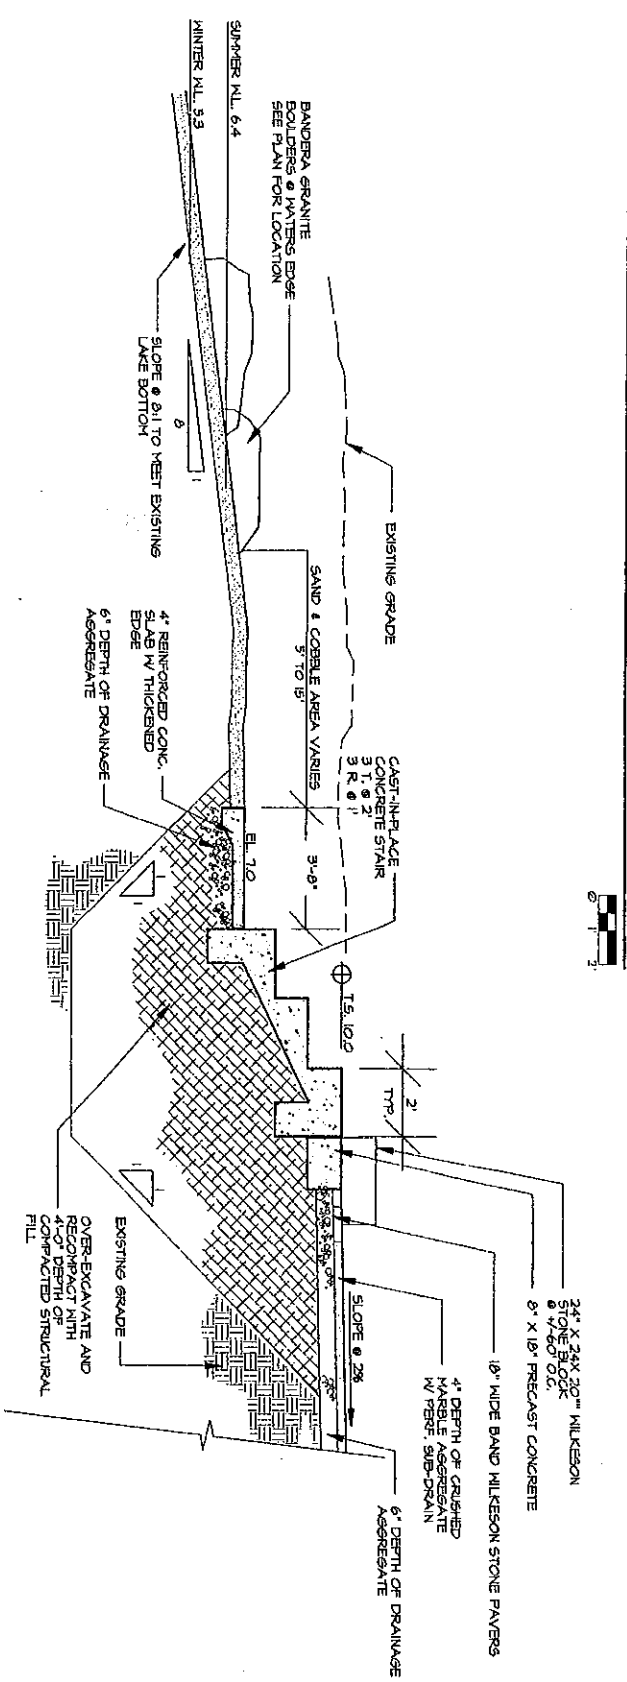 SUMMER W.L. 6.4
WINTER W.L. 5.3
BANDERA GRANITE
BOULDERS @ WATERS EDGE
SEE PLAN FOR LOCATION
SLOPE @ 8:1 TO MEET EXISTING
LAKE BOTTOM
8
1
EXISTING GRADE
SAND & COBBLE AREA VARIES
5' TO 15'
4" REINFORCED CONC.
SLAB W/ THICKENED
EDGE
6" DEPTH OF DRAINAGE
AGGREGATE
CAST-IN-PLACE
CONCRETE STAIR
3 T. @ 2'
3 R. @ 1'
EL 7.0
3'-8"
T.S. 10.0
2'
TYP.
1
1
1
1
0 1' 2'
24" X 24X 20"" WILKESON
STONE BLOCK
@ +/-60' O.C.
8" X 18" PRECAST CONCRETE
18" WIDE BAND WILKESON STONE PAVERS
4" DEPTH OF CRUSHED
MARBLE AGGREGATE
W/ PERF. SUB-DRAIN
SLOPE @ 2%
6" DEPTH OF DRAINAGE
AGGREGATE
EXISTING GRADE
OVER-EXCAVATE AND
RECOMPACT WITH
4'-0" DEPTH OF
COMPACTED STRUCTURAL
FILL